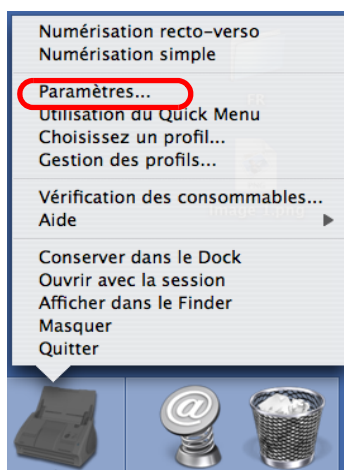 Numérisation recto-verso
Numérisation simple
Paramètres...
Utilisation du Quick Menu
Choisissez un profil...
Gestion des profils...
Vérification des consommables...
Aide
Conserver dans le Dock
Ouvrir avec la session
Afficher dans le Finder
Masquer
Quitter
@